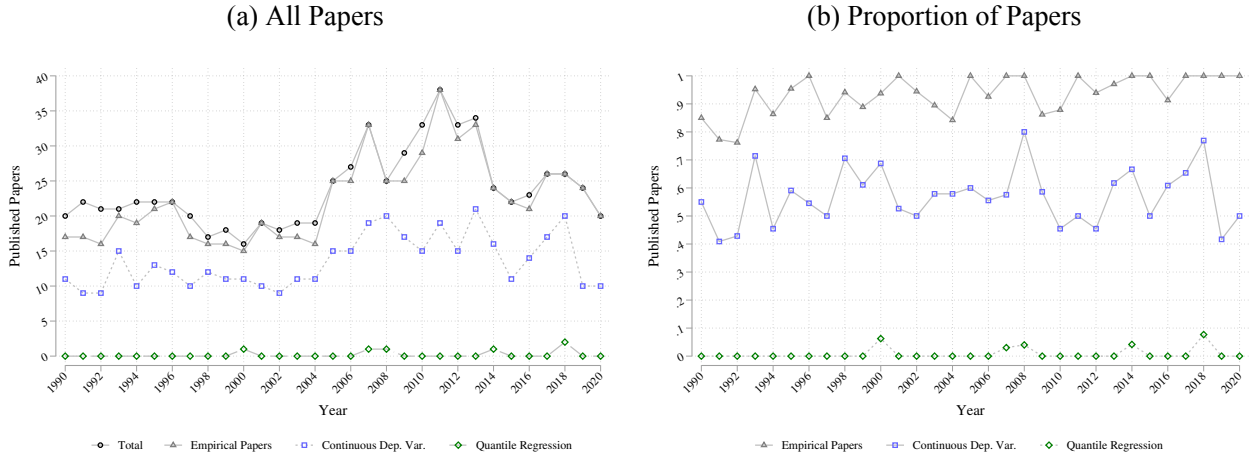 (a) All Papers
Published Papers
40
35
30
25
20
15
10
5
0
1990 1992 1994 1996 1998 2000 2002 2004 2006 2008 2010 2012 2014 2016 2018 2020
Year
Total Empirical Papers Continuous Dep. Var. Quantile Regression
(b) Proportion of Papers
Published Papers
1
.9
.8
.7
.6
.5
.4
.3
.2
.1
0
1990 1992 1994 1996 1998 2000 2002 2004 2006 2008 2010 2012 2014 2016 2018 2020
Year
Empirical Papers Continuous Dep. Var. Quantile Regression